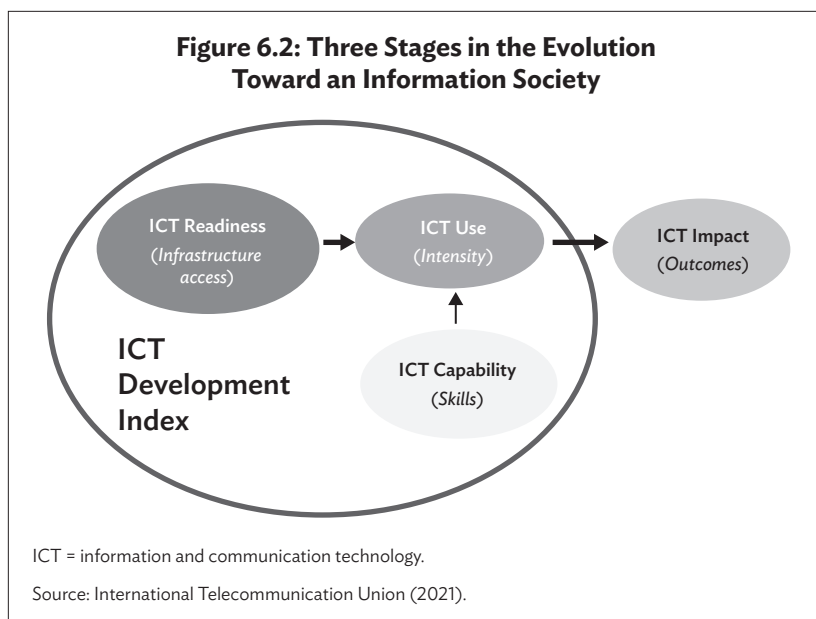 Figure 6.2: Three Stages in the Evolution
Toward an Information Society
ICT Readiness
(Infrastructure
access)
ICT Use
(Intensity)
ICT Impact
(Outcomes)
ICT
Development
Index
ICT Capability
(Skills)
ICT = information and communication technology.
Source: International Telecommunication Union (2021).